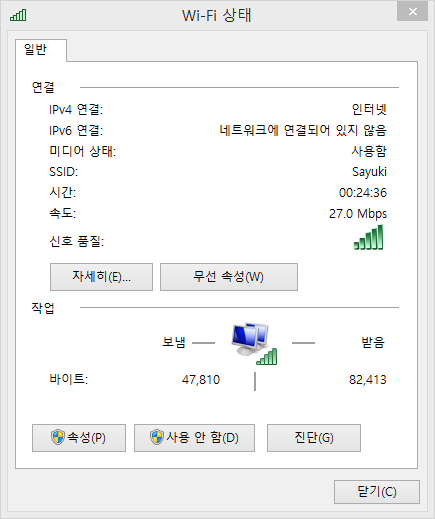 Wi-Fi 상태
일반
연결
IPv4 연결: 인터넷
IPv6 연결: 네트워크에 연결되어 있지 않음
미디어 상태: 사용함
SSID: Sayuki
시간: 00:24:36
속도: 27.0 Mbps
신호 품질:
자세히(E)... 무선 속성(W)
작업
보냄 받음
바이트: 47,810 82,413
속성(P) 사용 안 함(D) 진단(G)
닫기(C)